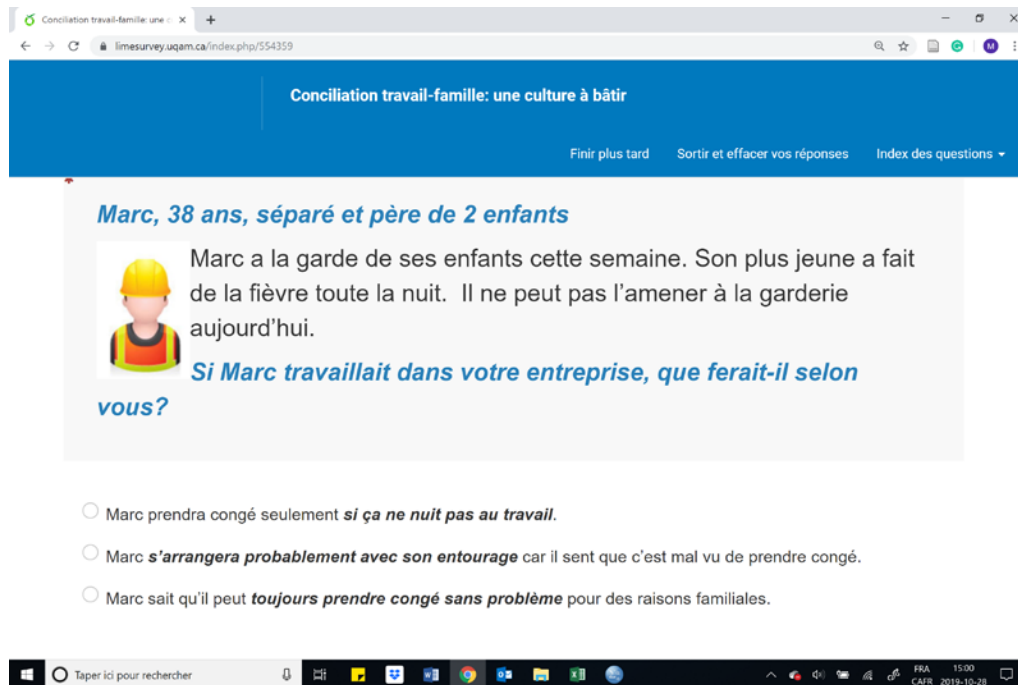 Conciliation travail-famille: une c
limesurvey.uqam.ca/index.php/554359
M
Conciliation travail-famille: une culture à bâtir
Finir plus tard Sortir et effacer vos réponses Index des questions
*
Marc, 38 ans, séparé et père de 2 enfants
Marc a la garde de ses enfants cette semaine. Son plus jeune a fait
de la fièvre toute la nuit. Il ne peut pas l’amener à la garderie
aujourd’hui.
Si Marc travaillait dans votre entreprise, que ferait-il selon
vous?
Marc prendra congé seulement si ça ne nuit pas au travail.
Marc s’arrangera probablement avec son entourage car il sent que c’est mal vu de prendre congé.
Marc sait qu’il peut toujours prendre congé sans problème pour des raisons familiales.
Taper ici pour rechercher
FRA 15:00
CAFR 2019-10-28